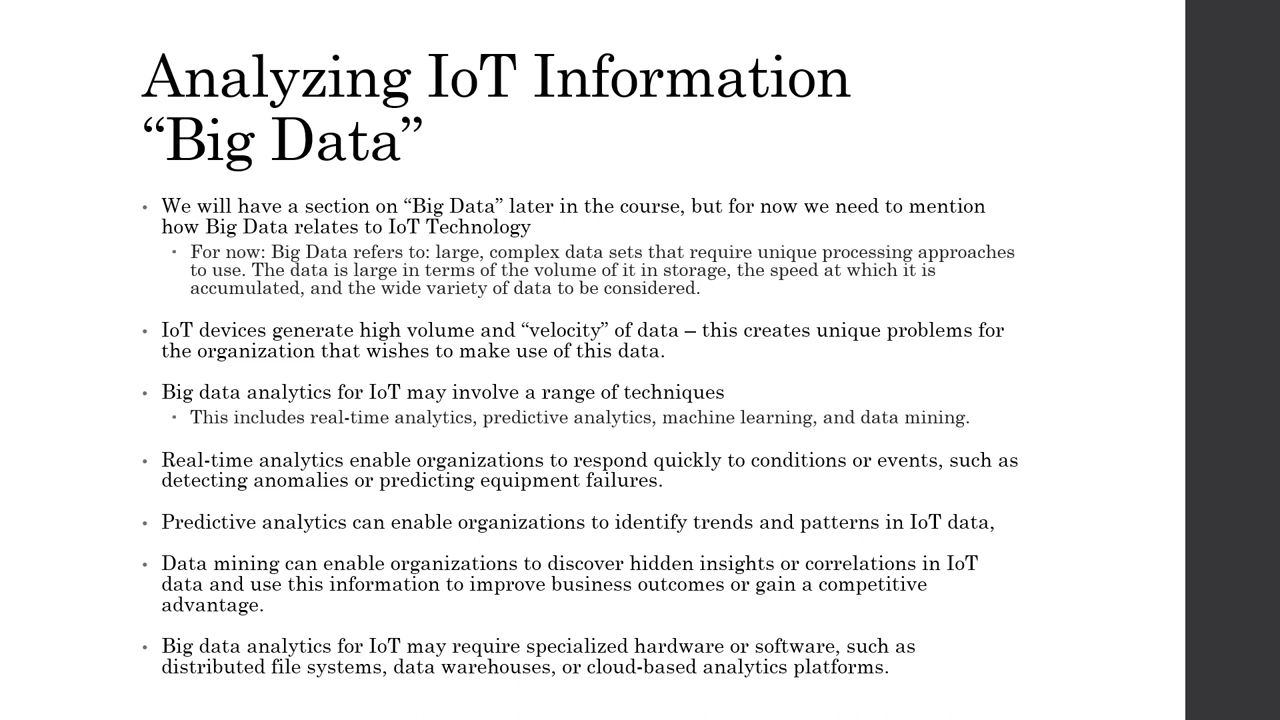 Analyzing IoT Information
“Big Data”
• We will have a section on “Big Data” later in the course, but for now we need to mention
how Big Data relates to IoT Technology
▪ For now: Big Data refers to: large, complex data sets that require unique processing approaches
to use. The data is large in terms of the volume of it in storage, the speed at which it is
accumulated, and the wide variety of data to be considered.
• IoT devices generate high volume and “velocity” of data – this creates unique problems for
the organization that wishes to make use of this data.
• Big data analytics for IoT may involve a range of techniques
▪ This includes real-time analytics, predictive analytics, machine learning, and data mining.
• Real-time analytics enable organizations to respond quickly to conditions or events, such as
detecting anomalies or predicting equipment failures.
• Predictive analytics can enable organizations to identify trends and patterns in IoT data,
• Data mining can enable organizations to discover hidden insights or correlations in IoT
data and use this information to improve business outcomes or gain a competitive
advantage.
• Big data analytics for IoT may require specialized hardware or software, such as
distributed file systems, data warehouses, or cloud-based analytics platforms.